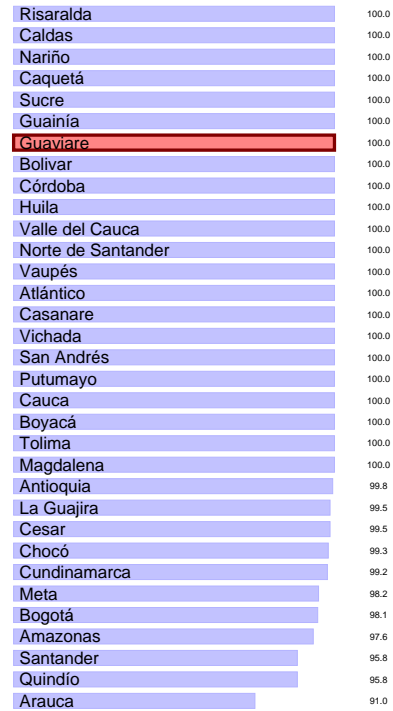 Risaralda 100.0
Caldas 100.0
Nariño 100.0
Caquetá 100.0
Sucre 100.0
Guainía 100.0
Guaviare 100.0
Bolivar 100.0
Córdoba 100.0
Huila 100.0
Valle del Cauca 100.0
Norte de Santander 100.0
Vaupés 100.0
Atlántico 100.0
Casanare 100.0
Vichada 100.0
San Andrés 100.0
Putumayo 100.0
Cauca 100.0
Boyacá 100.0
Tolima 100.0
Magdalena 100.0
Antioquia 99.8
La Guajira 99.5
Cesar 99.5
Chocó 99.3
Cundinamarca 99.2
Meta 98.2
Bogotá 98.1
Amazonas 97.6
Santander 95.8
Quindío 95.8
Arauca 91.0